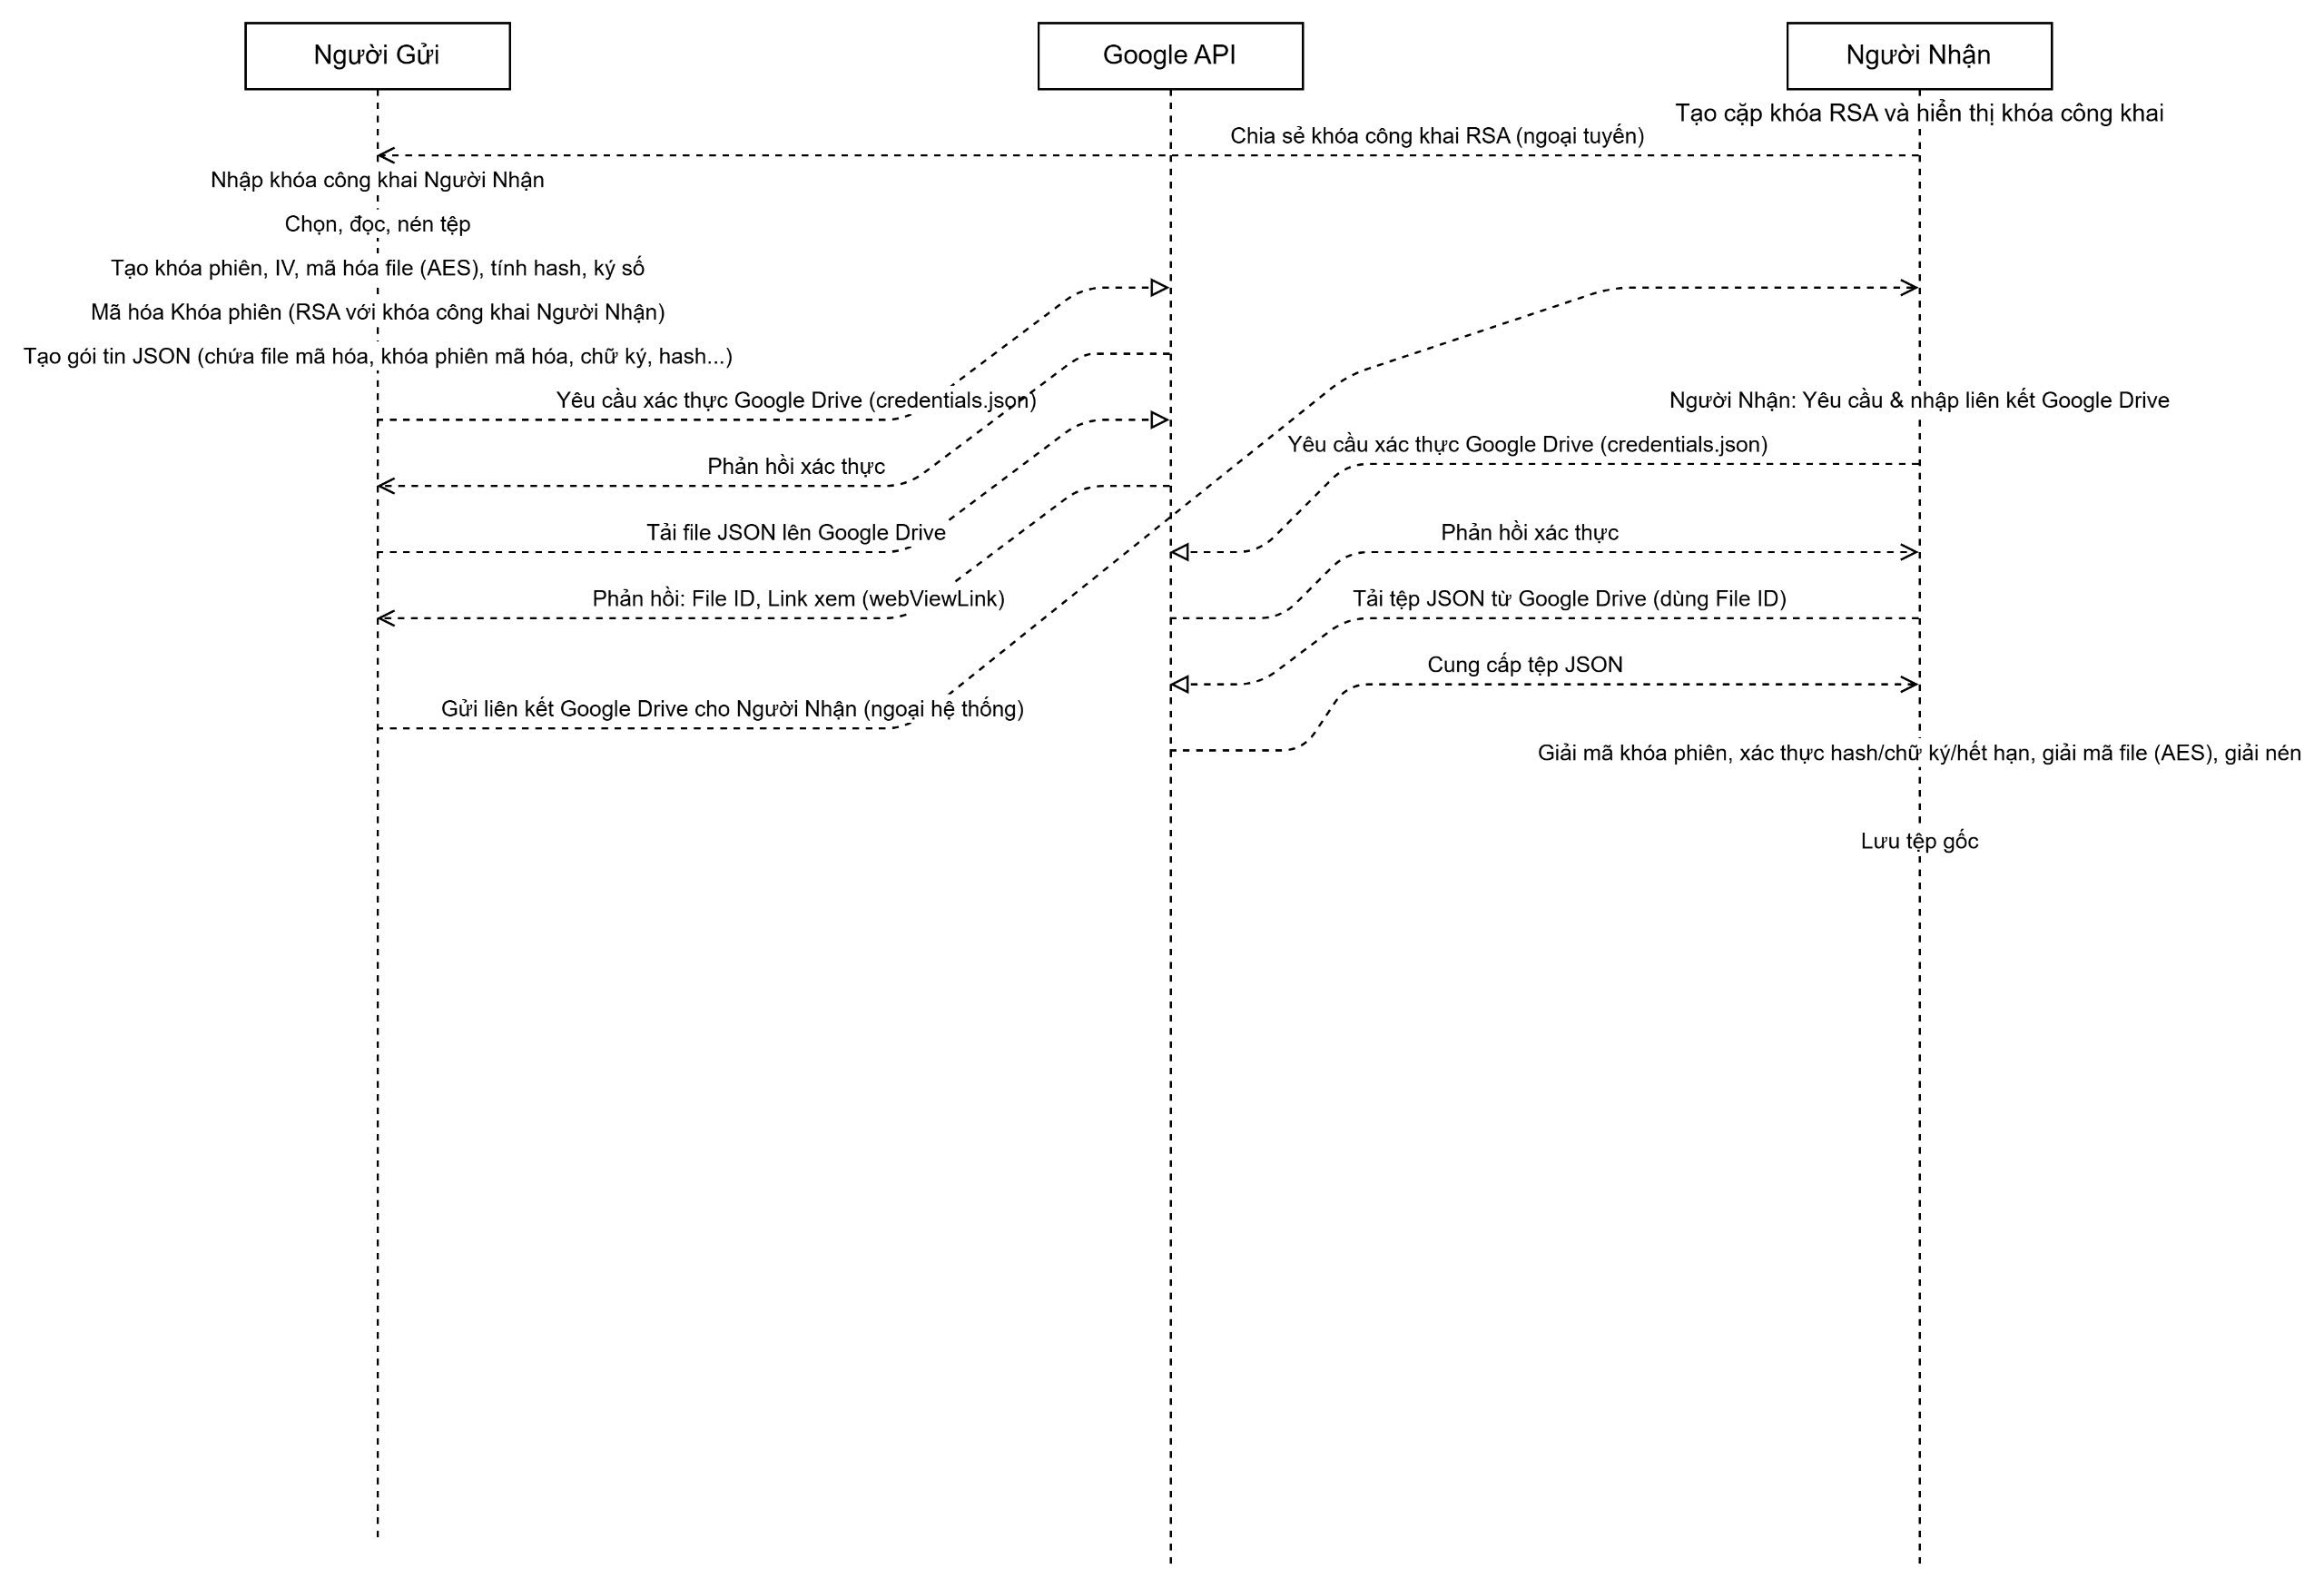 Người Gửi
Google API
Người Nhận
Tạo cặp khóa RSA và hiển thị khóa công khai
Chia sẻ khóa công khai RSA (ngoại tuyến)
Nhập khóa công khai Người Nhận
Chọn, đọc, nén tệp
Tạo khóa phiên, IV, mã hóa file (AES), tính hash, ký số
Mã hóa Khóa phiên (RSA với khóa công khai Người Nhận)
Tạo gói tin JSON (chứa file mã hóa, khóa phiên mã hóa, chữ ký, hash...)
Yêu cầu xác thực Google Drive (credentials.json)
Người Nhận: Yêu cầu & nhập liên kết Google Drive
Yêu cầu xác thực Google Drive (credentials.json)
Phản hồi xác thực
Tải file JSON lên Google Drive
Phản hồi xác thực
Phản hồi: File ID, Link xem (webViewLink)
Tải tệp JSON từ Google Drive (dùng File ID)
Cung cấp tệp JSON
Gửi liên kết Google Drive cho Người Nhận (ngoại hệ thống)
Giải mã khóa phiên, xác thực hash/chữ ký/hết hạn, giải mã file (AES), giải nén
Lưu tệp gốc